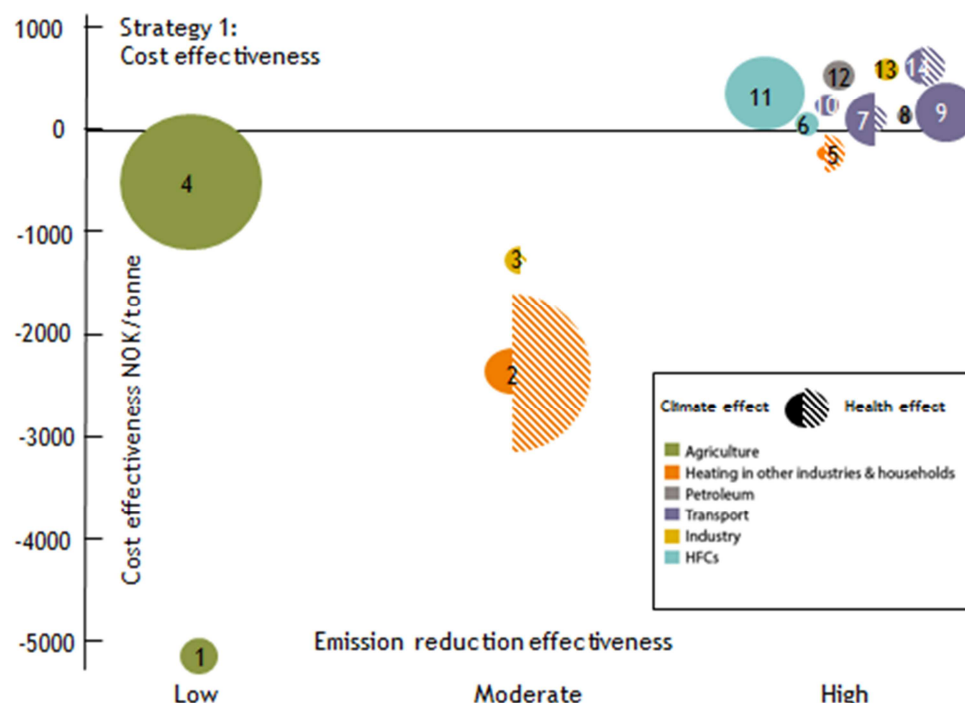 1000
Strategy 1:
Cost effectiveness
0
-1000
-2000
-3000
-4000
-5000
Cost effectiveness NOK/tonne
11
12
13
14
10
6
7
8
9
5
4
3
2
1
Climate effect
Health effect
Agriculture
Heating in other industries & households
Petroleum
Transport
Industry
HFCs
Emission reduction effectiveness
Low
Moderate
High